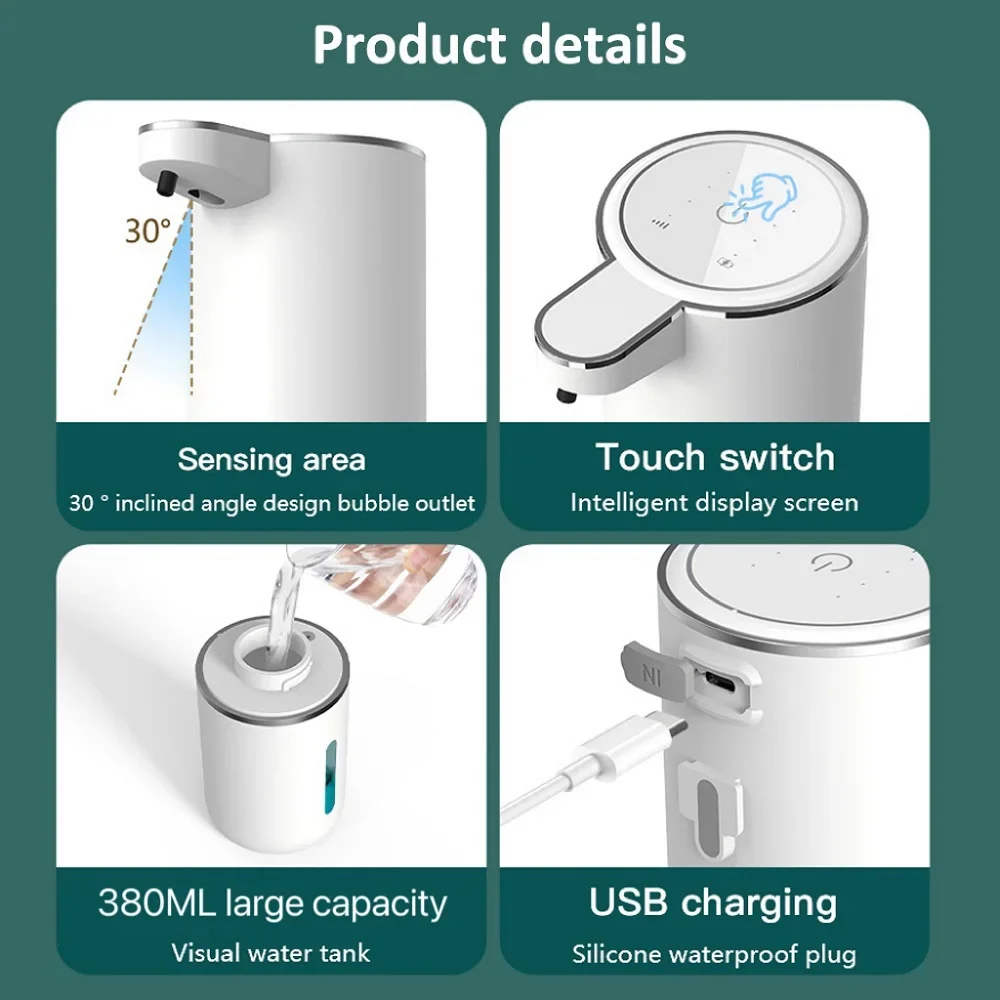 Product details
30°
Sensing area
30 ° inclined angle design bubble outlet
Touch switch
Intelligent display screen
380ML large capacity
Visual water tank
IN
USB charging
Silicone waterproof plug